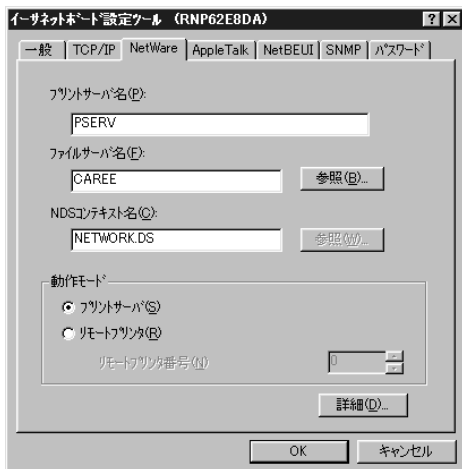 イーサネットボード設定ツール (RNP62E8DA)
一般 TCP/IP NetWare AppleTalk NetBEUI SNMP パスワード
プリントサーバ名(P):
PSERV
ファイルサーバ名(F):
CAREE
参照(B)...
NDSコンテキスト名(C):
NETWORK.DS
参照(W)...
動作モード
プリントサーバ(S)
リモートプリンタ(R)
リモートプリンタ番号(N)
0
詳細(D)...
OK キャンセル